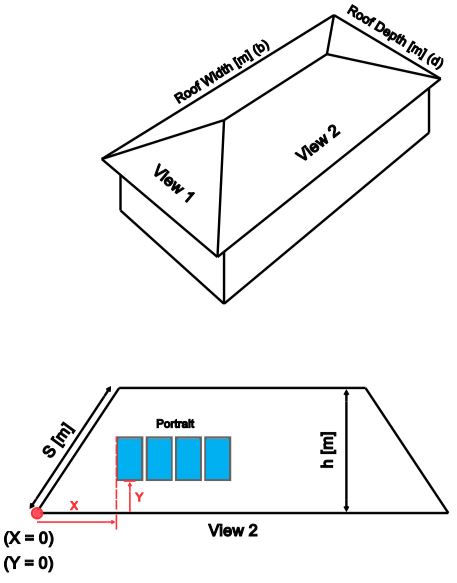 Roof Width [m] (b)
Roof Depth [m] (d)
View 1
View 2
S [m]
Portrait
h [m]
X
Y
(X = 0)
(Y = 0)
View 2